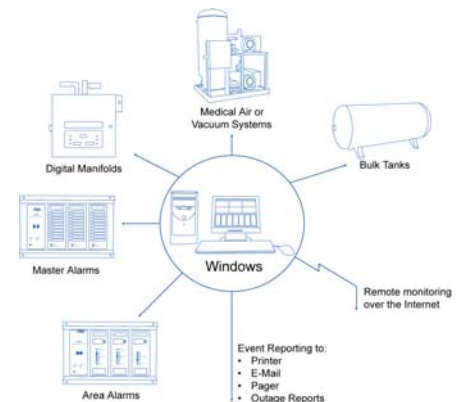 Medical Air or
Vacuum Systems
Digital Manifolds
Bulk Tanks
Master Alarms
Windows
Remote monitoring
over the Internet
Area Alarms
Event Reporting to:
• Printer
• E-Mail
• Pager
• Outage Reports